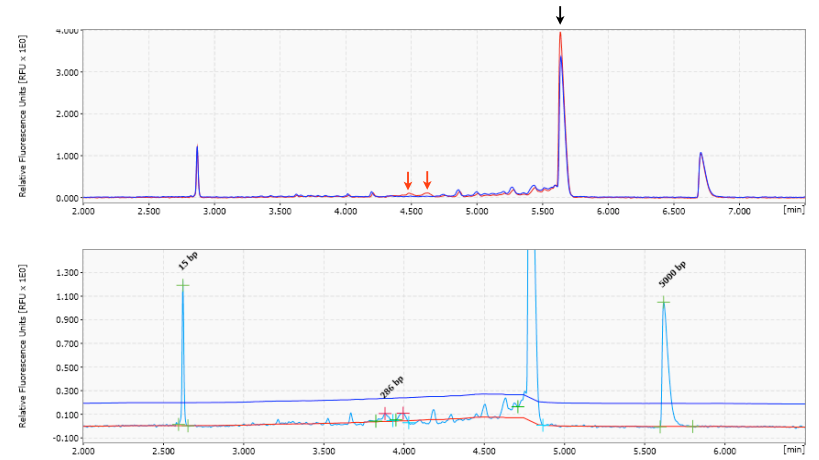 Relative Fluorescence Units [RFU x 1E0]
4.000
3.000
2.000
1.000
0.000
2.000 2.500 3.000 3.500 4.000 4.500 5.000 5.500 6.000 6.500 7.000 [min]
Relative Fluorescence Units [RFU x 1E0]
15 bp
286 bp
5000 bp
1.300
1.100
0.900
0.700
0.500
0.300
0.100
-0.100
2.000 2.500 3.000 3.500 4.000 4.500 5.000 5.500 6.000 [min]